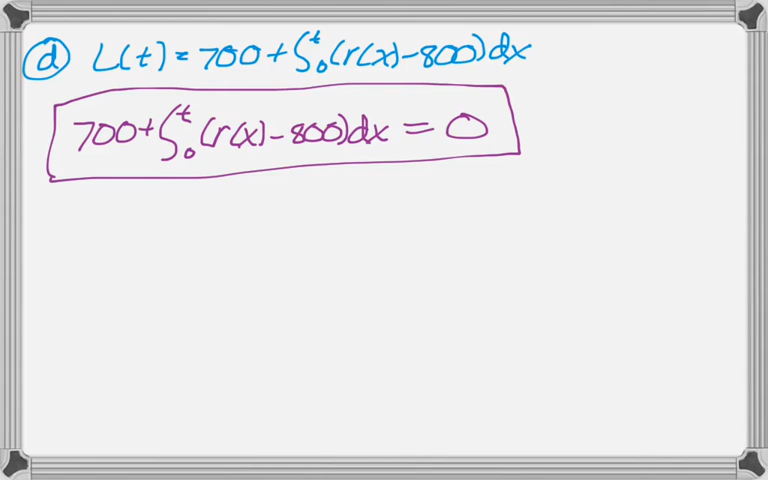 ⓓ L(t) = 700 + ∫₀ᵗ (r(x) - 800) dx
700 + ∫₀ᵗ (r(x) - 800) dx = 0